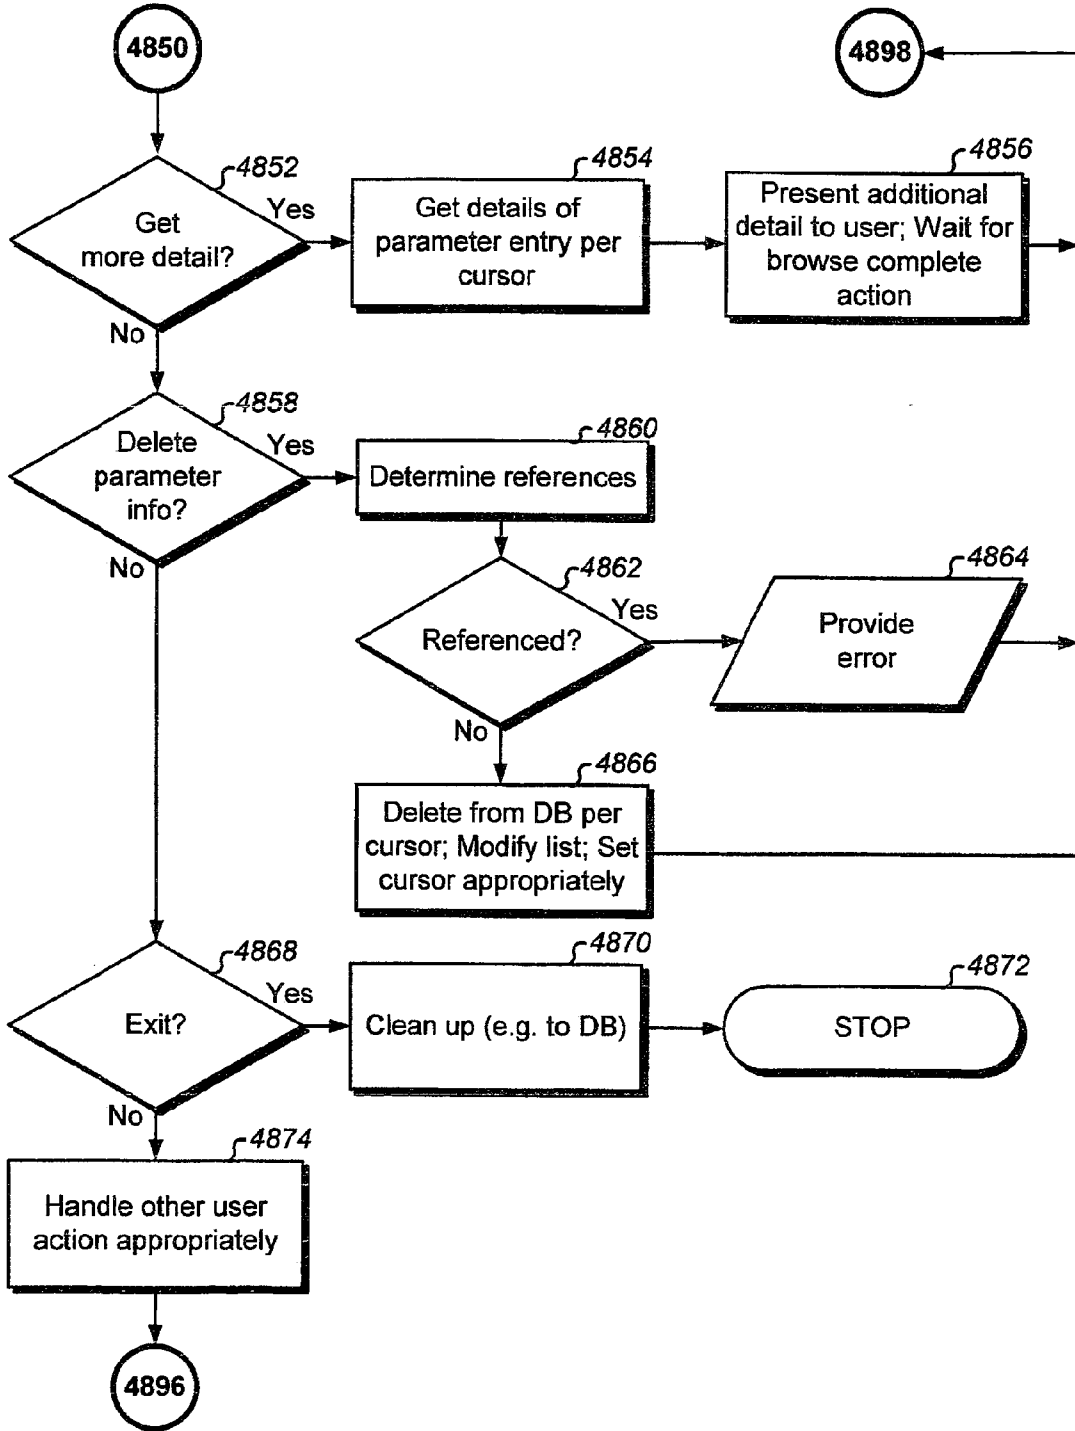 4850
4898
4852
Get
more detail?
Yes
No
4854
Get details of
parameter entry per
cursor
4856
Present additional
detail to user; Wait for
browse complete
action
4858
Delete
parameter
info?
Yes
No
4860
Determine references
4862
Referenced?
Yes
No
4864
Provide
error
4866
Delete from DB per
cursor; Modify list; Set
cursor appropriately
4868
Exit?
Yes
No
4870
Clean up (e.g. to DB)
4872
STOP
4874
Handle other user
action appropriately
4896